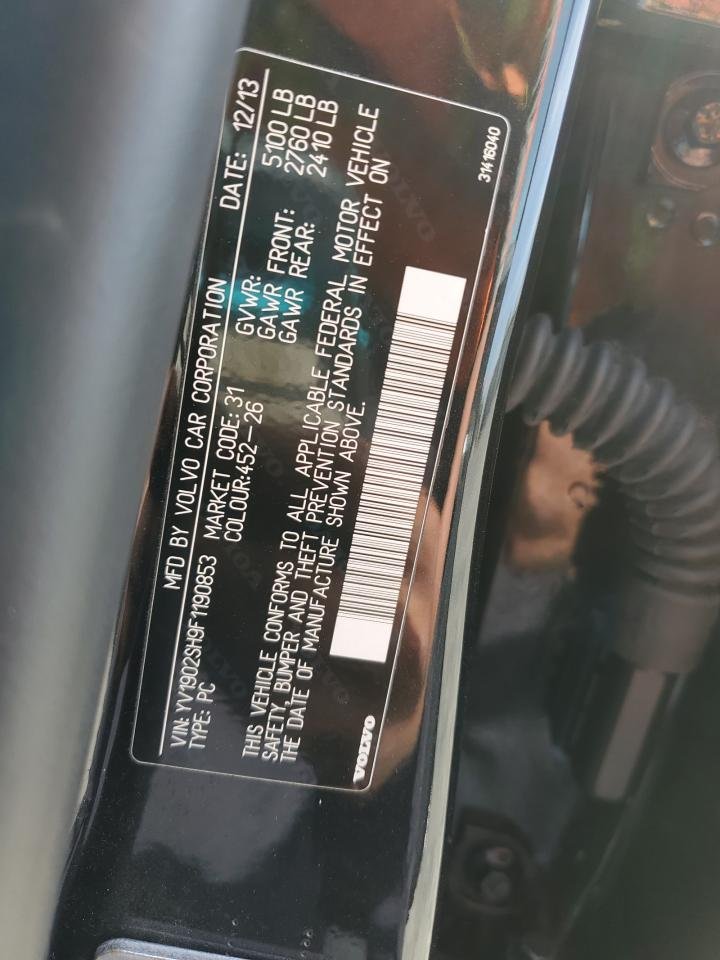 MFD BY VOLVO CAR CORPORATION DATE: 12/13
VIN: YV1902SH9F1190853 MARKET CODE: 31 GVWR: 5100 LB
TYPE: PC COLOUR:452-26 GAWR FRONT: 2760 LB
GAWR REAR: 2410 LB
THIS VEHICLE CONFORMS TO ALL APPLICABLE FEDERAL MOTOR VEHICLE
SAFETY, BUMPER AND THEFT PREVENTION STANDARDS IN EFFECT ON
THE DATE OF MANUFACTURE SHOWN ABOVE.
VOLVO
31416040